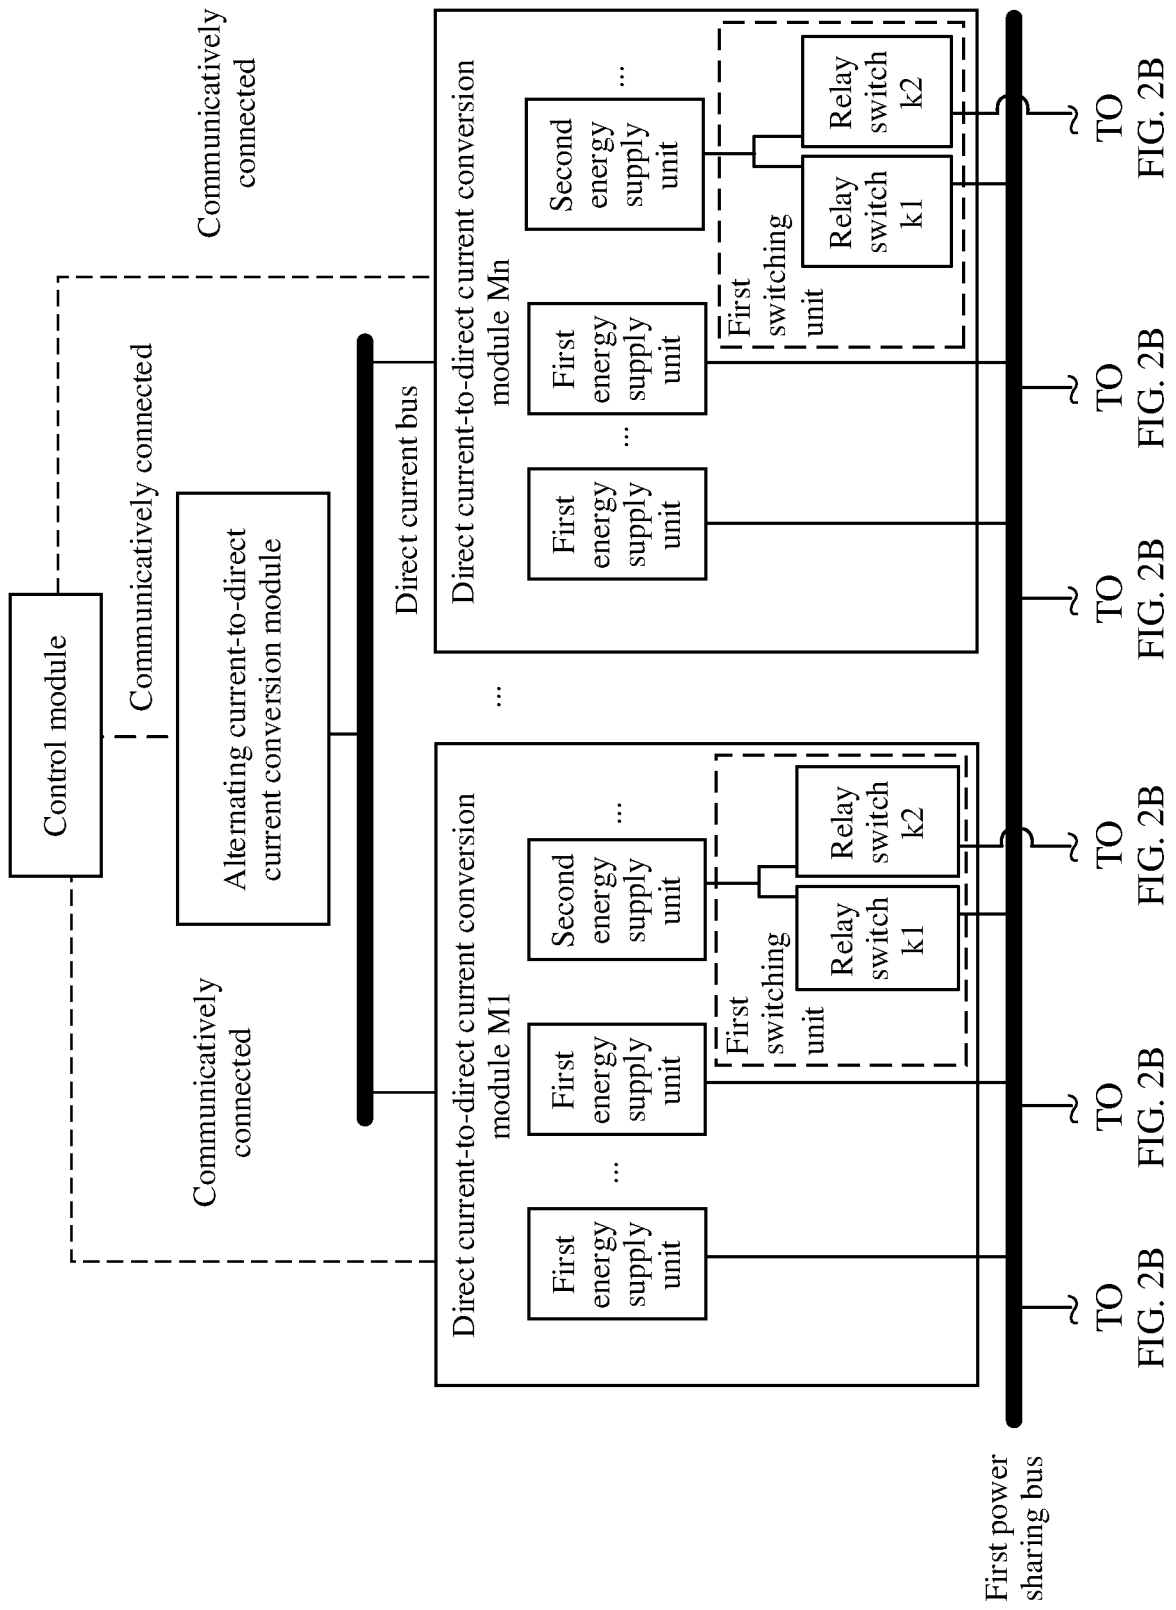 Control module
Communicatively
connected
Communicatively connected
Communicatively
connected
Alternating current-to-direct
current conversion module
Direct current bus
Direct current-to-direct current conversion
module M1
First
energy
supply
unit
...
First
energy
supply
unit
Second
energy
supply
unit
...
First
switching
unit
Relay
switch
k1
Relay
switch
k2
...
Direct current-to-direct current conversion
module Mn
First
energy
supply
unit
...
First
energy
supply
unit
Second
energy
supply
unit
...
First
switching
unit
Relay
switch
k1
Relay
switch
k2
First power
sharing bus
TO
FIG. 2B
TO
FIG. 2B
TO
FIG. 2B
TO
FIG. 2B
TO
FIG. 2B
TO
FIG. 2B